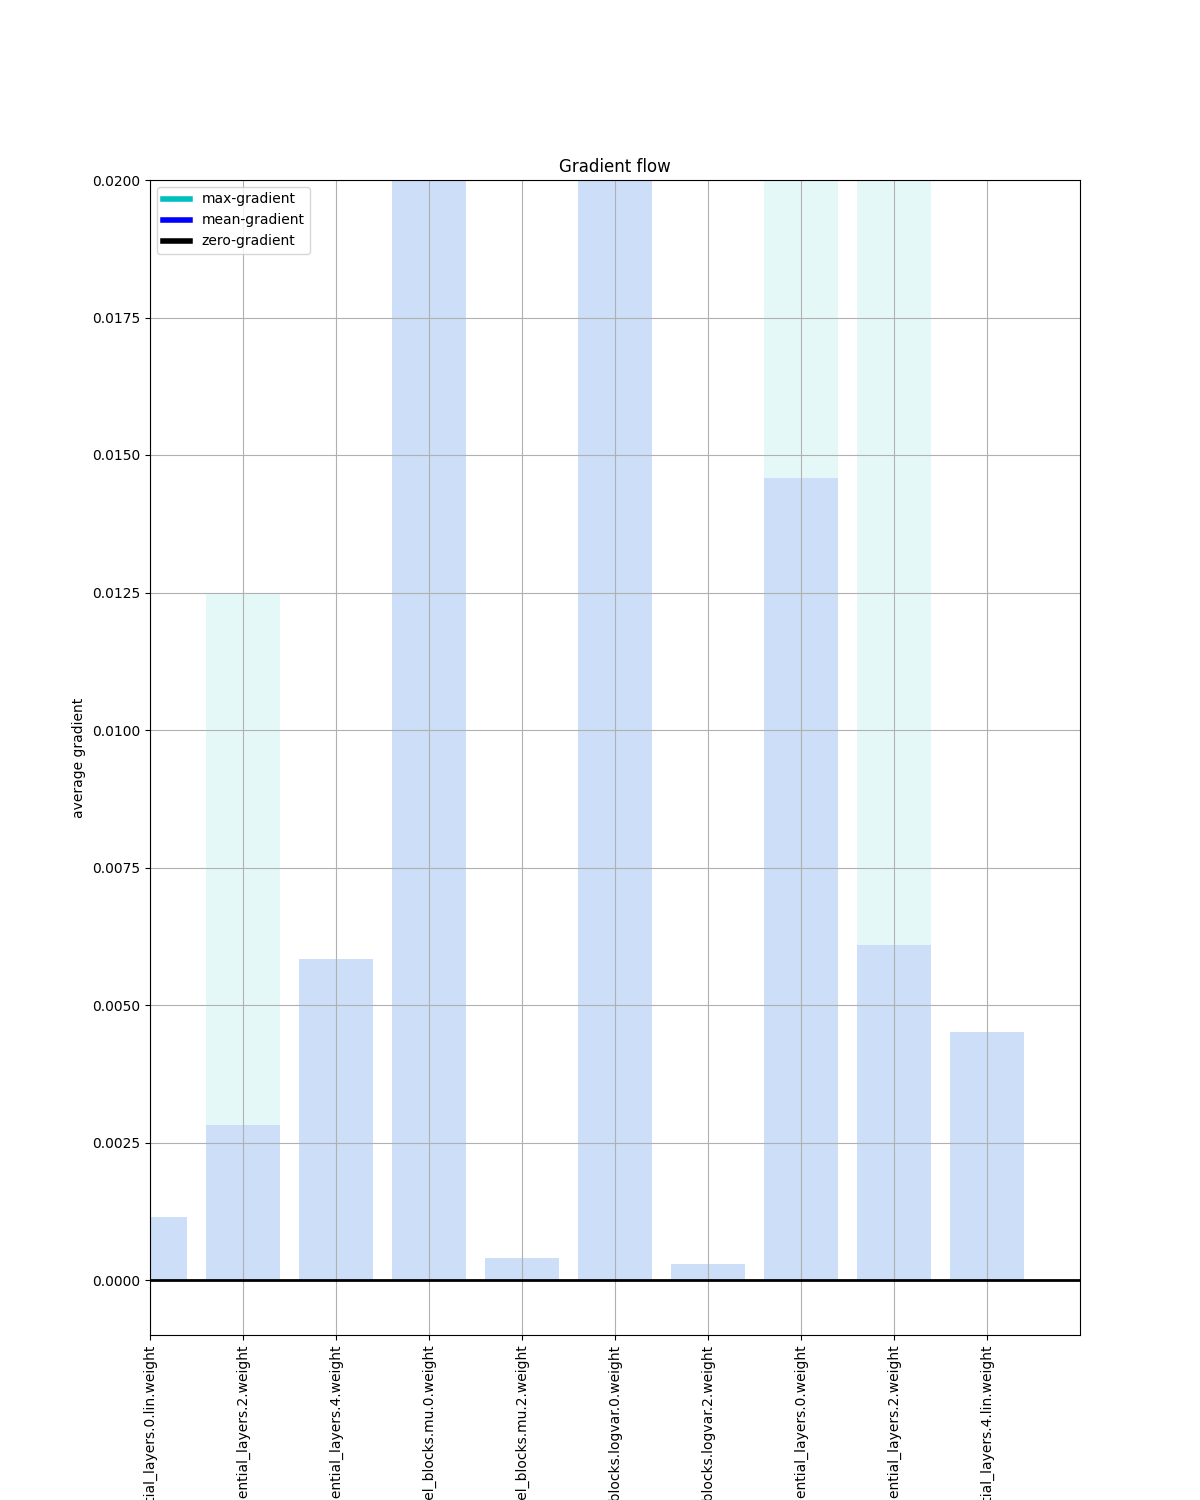 Gradient flow
max-gradient
mean-gradient
zero-gradient
0.0200
0.0175
0.0150
0.0125
0.0100
0.0075
0.0050
0.0025
0.0000
average gradient
tial_layers.0.lin.weight
ential_layers.2.weight
ential_layers.4.weight
el_blocks.mu.0.weight
el_blocks.mu.2.weight
blocks.logvar.0.weight
blocks.logvar.2.weight
ential_layers.0.weight
ential_layers.2.weight
tial_layers.4.lin.weight